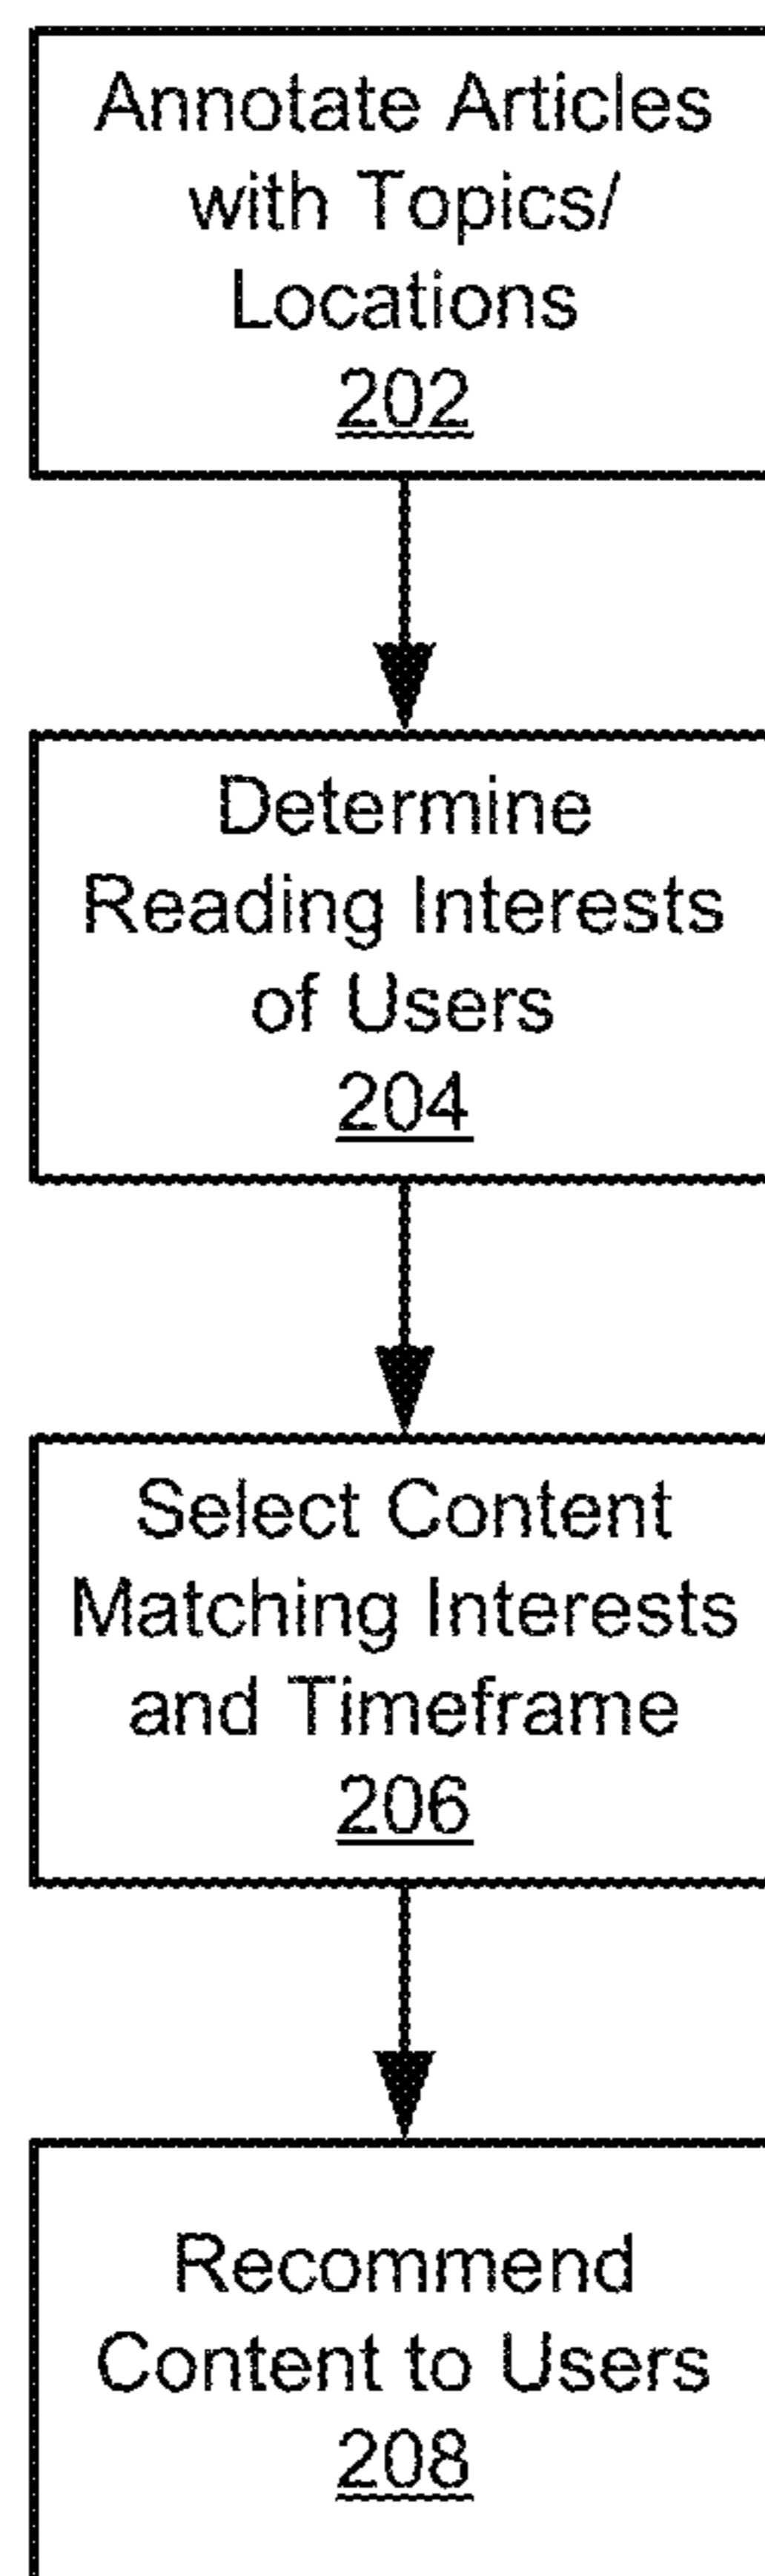 Annotate Articles
with Topics/
Locations
202
Determine
Reading Interests
of Users
204
Select Content
Matching Interests
and Timeframe
206
Recommend
Content to Users
208